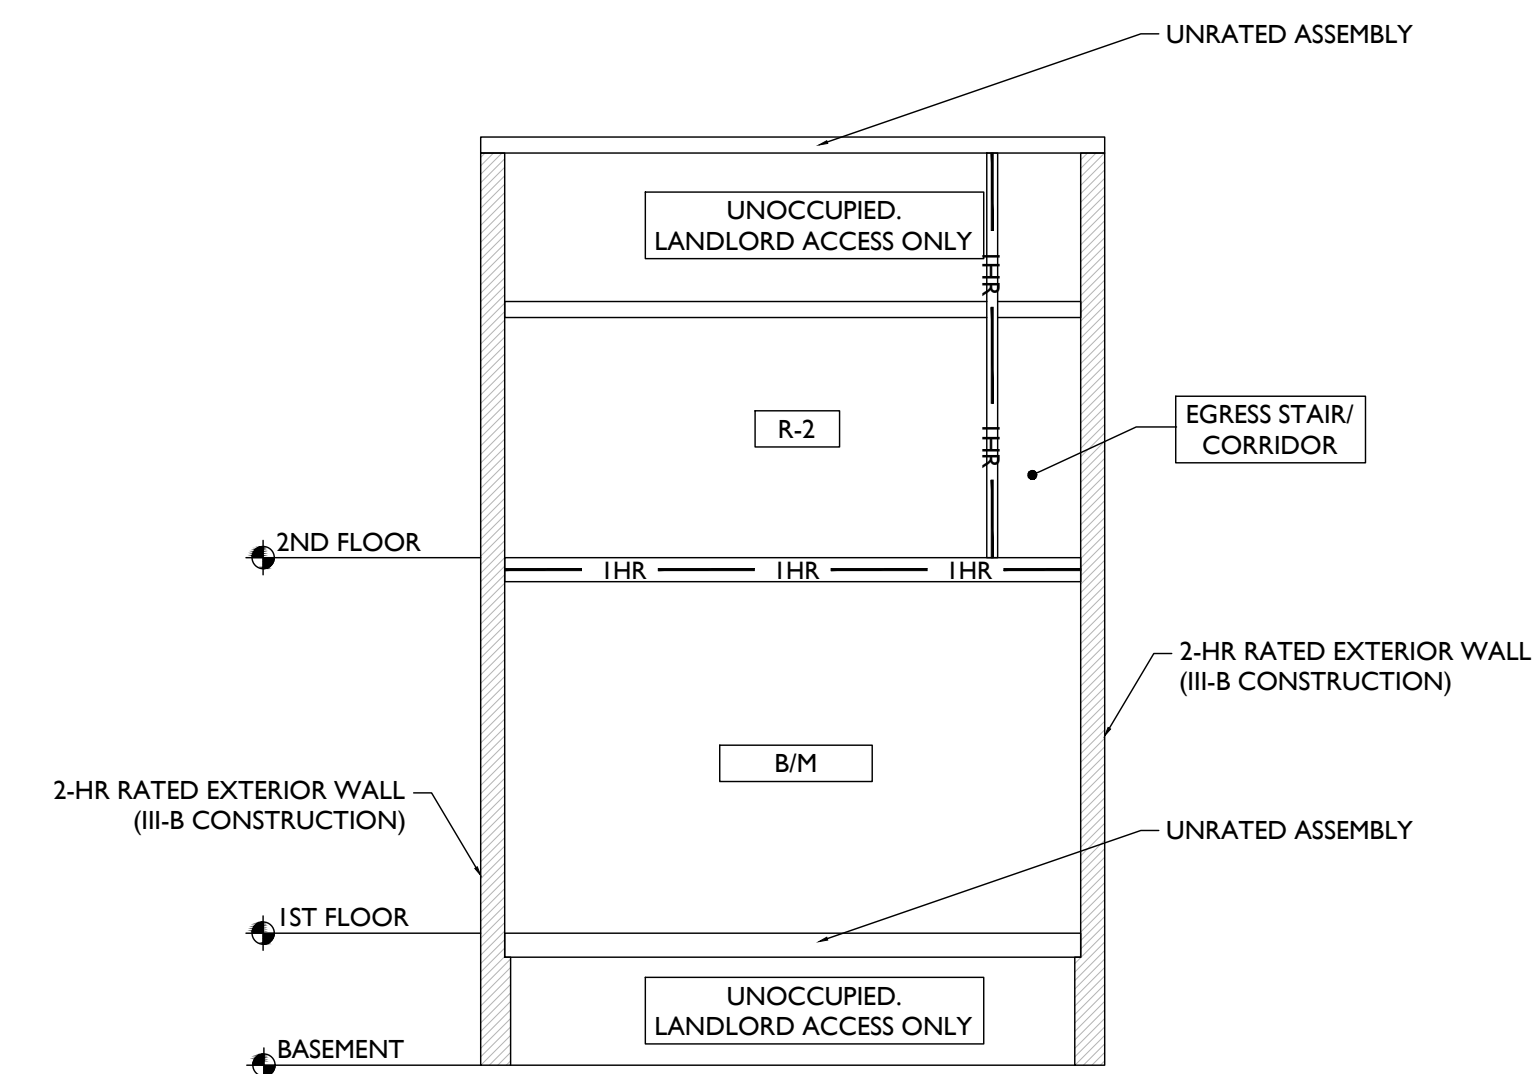 UNRATED ASSEMBLY
UNOCCUPIED.
LANDLORD ACCESS ONLY
1HR
R-2
EGRESS STAIR/
CORRIDOR
1HR
2ND FLOOR
1HR 1HR 1HR
2-HR RATED EXTERIOR WALL
(III-B CONSTRUCTION)
B/M
2-HR RATED EXTERIOR WALL
(III-B CONSTRUCTION)
UNRATED ASSEMBLY
1ST FLOOR
UNOCCUPIED.
LANDLORD ACCESS ONLY
BASEMENT